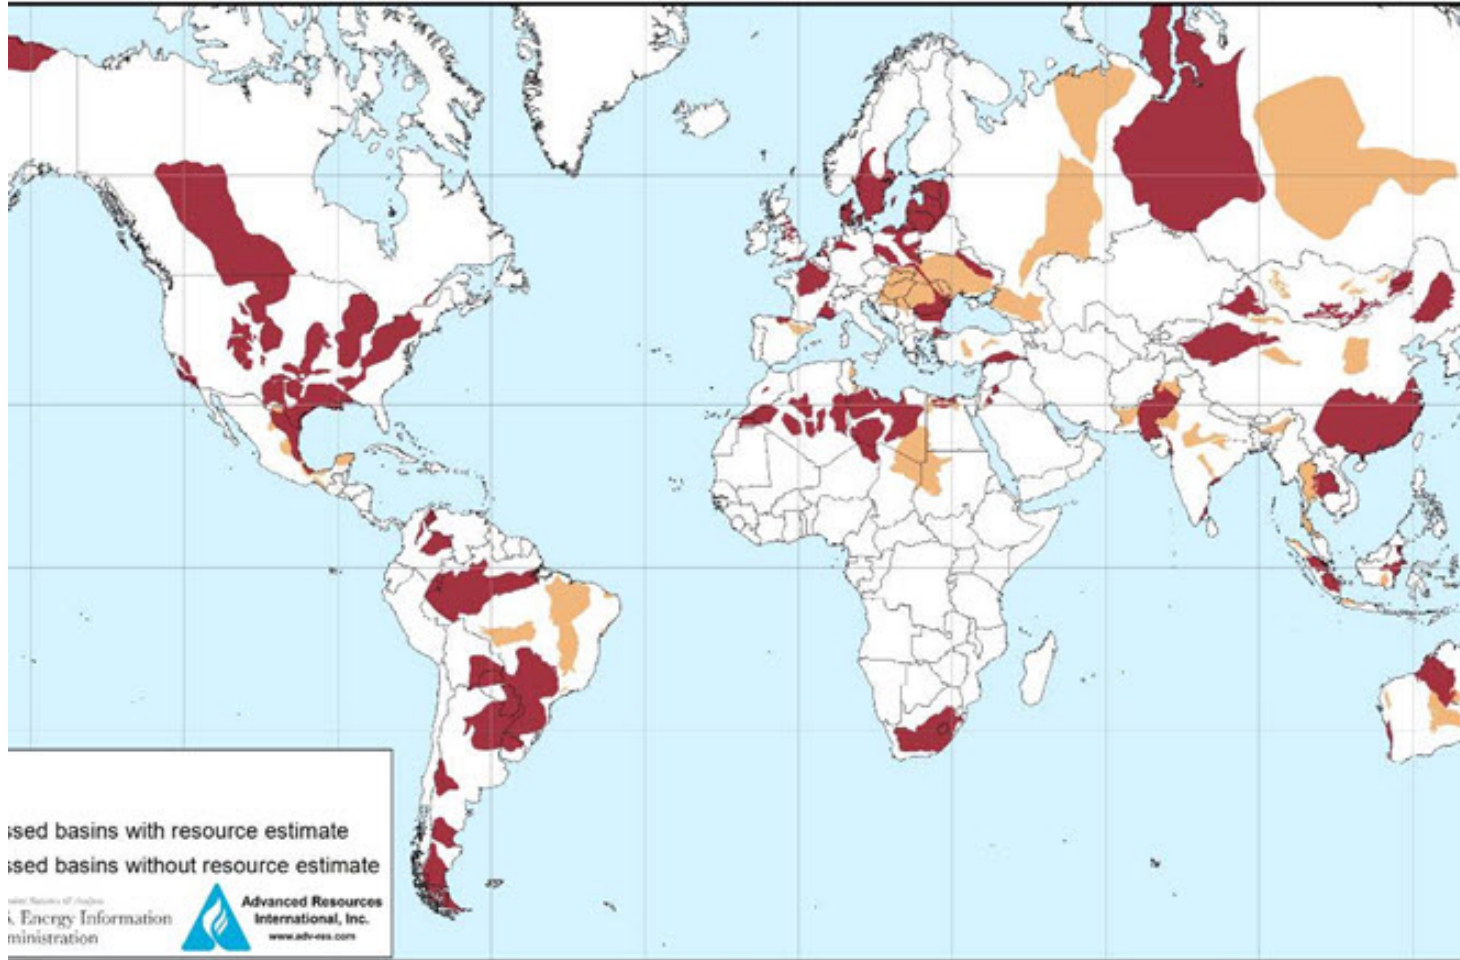 ssed basins with resource estimate
ssed basins without resource estimate
S. Energy Information
ministration
Advanced Resources
International, Inc.
www.adv-res.com